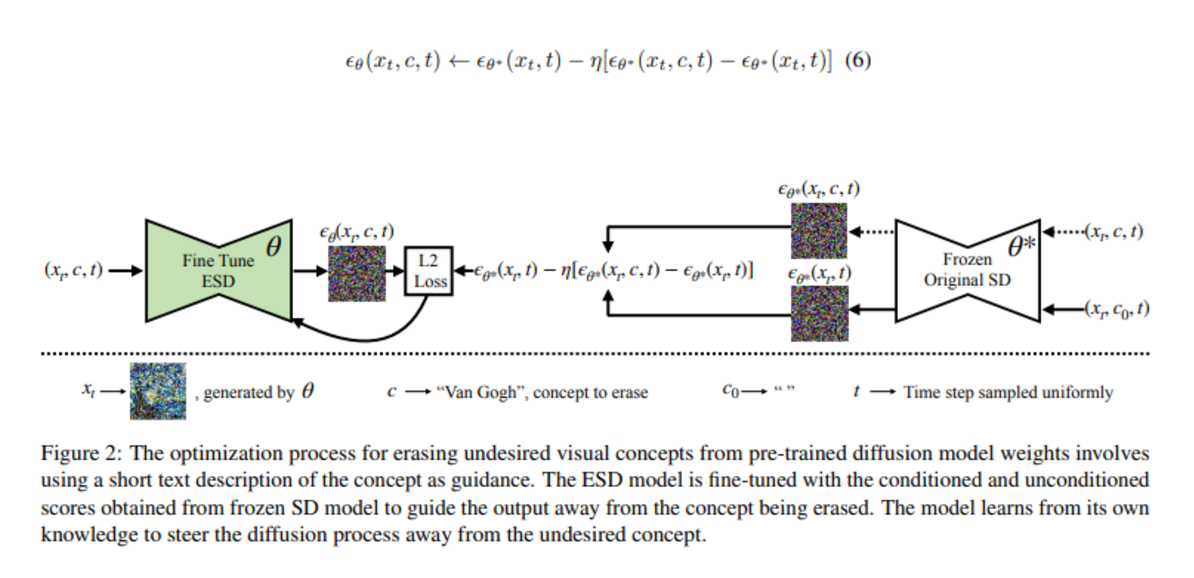 ϵθ(xt, c, t) ← ϵθ*(xt, t) − η[ϵθ*(xt, c, t) − ϵθ*(xt, t)] (6)
ϵθ*(xt, c, t)
(xt, c, t)
Fine Tune
ESD
θ
ϵθ(xt, c, t)
L2
Loss
ϵθ*(xt, t) − η[ϵθ*(xt, c, t) − ϵθ*(xt, t)]
ϵθ*(xt, t)
Frozen
Original SD
θ*
(xt, c, t)
(xt, c0, t)
xt → , generated by θ
c → “Van Gogh”, concept to erase
c0 → “ ”
t → Time step sampled uniformly
Figure 2: The optimization process for erasing undesired visual concepts from pre-trained diffusion model weights involves
using a short text description of the concept as guidance. The ESD model is fine-tuned with the conditioned and unconditioned
scores obtained from frozen SD model to guide the output away from the concept being erased. The model learns from its own
knowledge to steer the diffusion process away from the undesired concept.